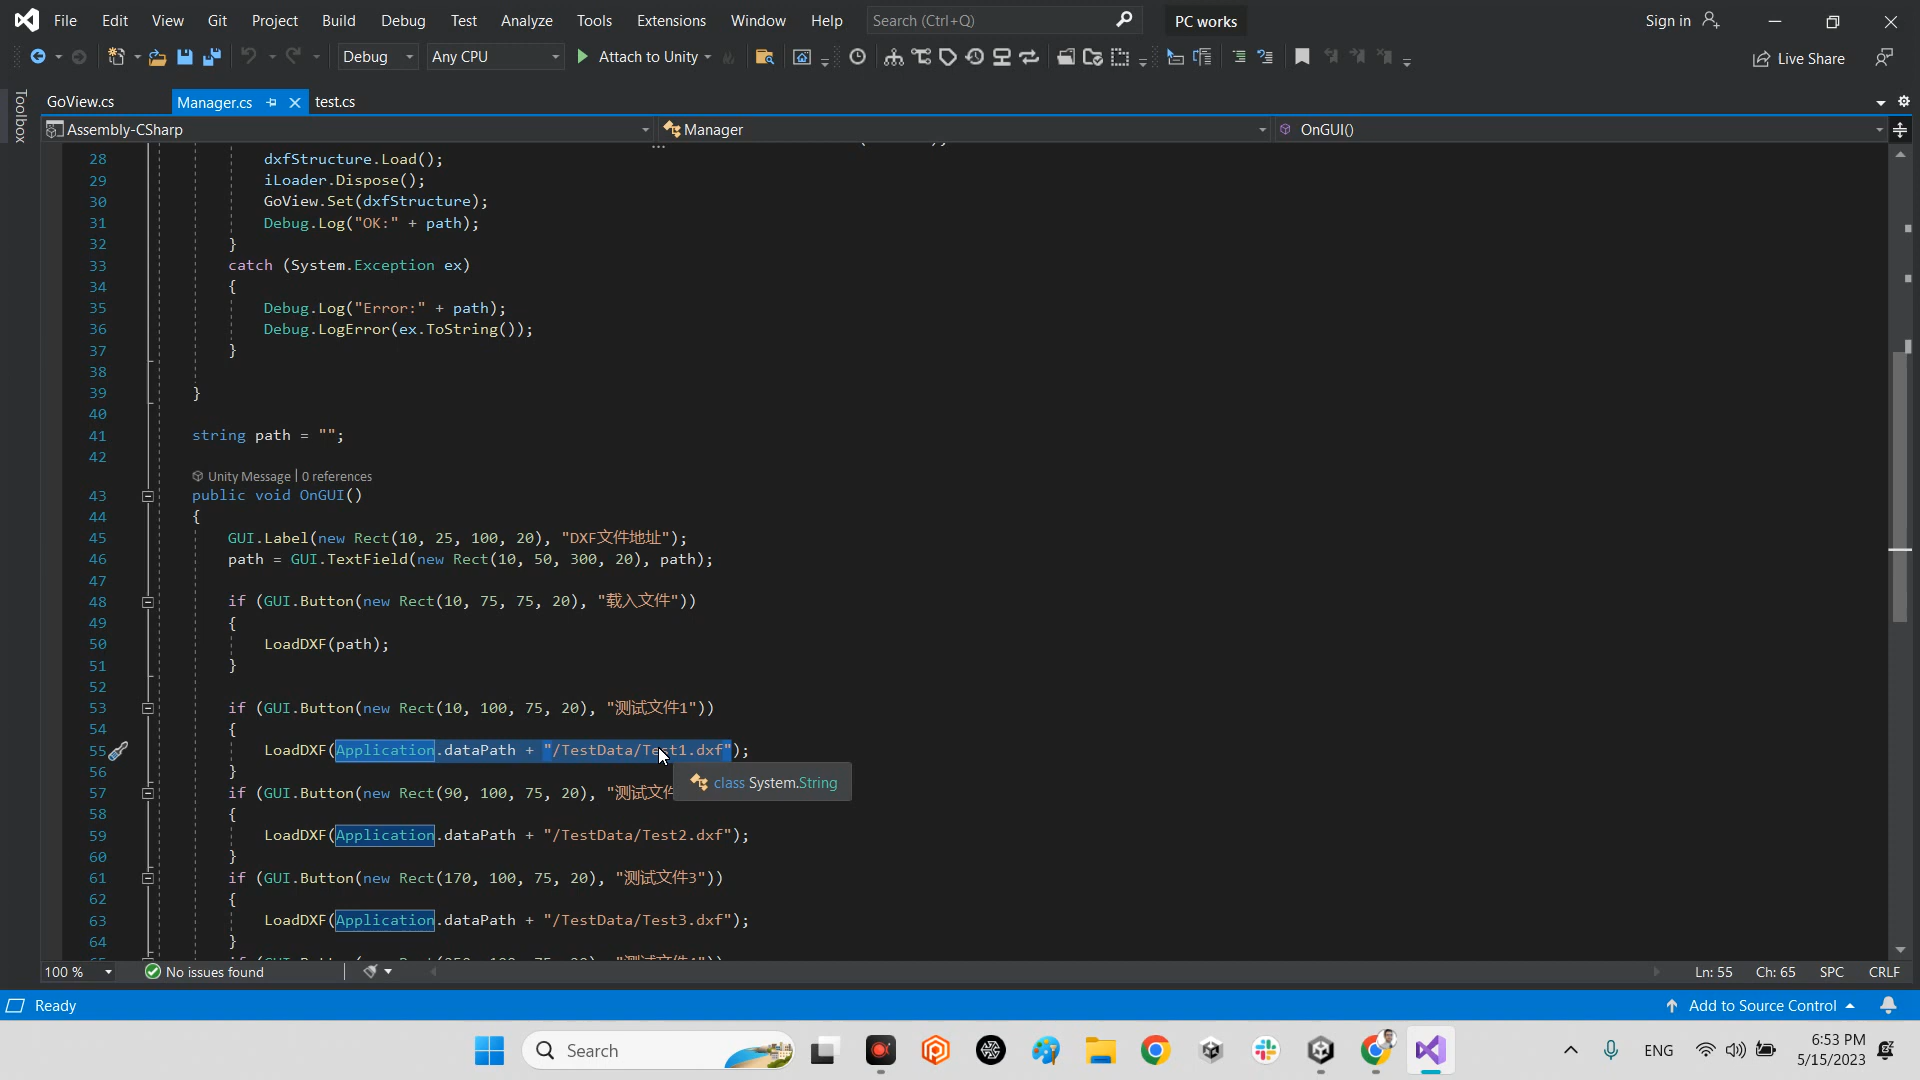 File Edit View Git Project Build Debug Test Analyze Tools Extensions Window Help Search (Ctrl+Q) PC works Sign in
Debug Any CPU Attach to Unity Live Share
Toolbox
GoView.cs Manager.cs test.cs
Assembly-CSharp Manager OnGUI()
28 dxfStructure.Load();
29 iLoader.Dispose();
30 GoView.Set(dxfStructure);
31 Debug.Log("OK:" + path);
32 }
33 catch (System.Exception ex)
34 {
35 Debug.Log("Error:" + path);
36 Debug.LogError(ex.ToString());
37 }
38
39 }
40
41 string path = "";
42
Unity Message | 0 references
43 public void OnGUI()
44 {
45 GUI.Label(new Rect(10, 25, 100, 20), "DXF文件地址");
46 path = GUI.TextField(new Rect(10, 50, 300, 20), path);
47
48 if (GUI.Button(new Rect(10, 75, 75, 20), "载入文件"))
49 {
50 LoadDXF(path);
51 }
52
53 if (GUI.Button(new Rect(10, 100, 75, 20), "测试文件1"))
54 {
55 LoadDXF(Application.dataPath + "/TestData/Test1.dxf");
56 }
class System.String
57 if (GUI.Button(new Rect(90, 100, 75, 20), "测试文件
58 {
59 LoadDXF(Application.dataPath + "/TestData/Test2.dxf");
60 }
61 if (GUI.Button(new Rect(170, 100, 75, 20), "测试文件3"))
62 {
63 LoadDXF(Application.dataPath + "/TestData/Test3.dxf");
64 }
100 % No issues found Ln: 55 Ch: 65 SPC CRLF
Ready Add to Source Control
Search ENG 6:53 PM
5/15/2023